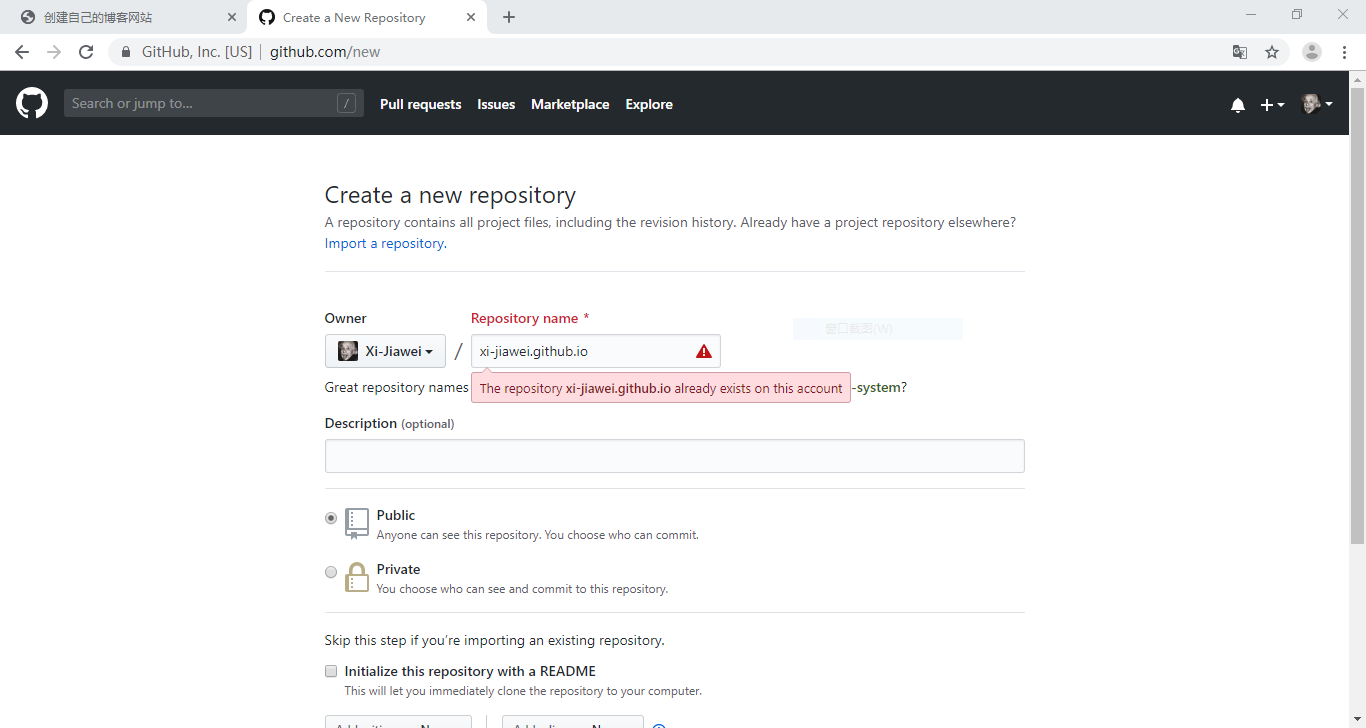 创建自己的博客网站
Create a New Repository
GitHub, Inc. [US] | github.com/new
Search or jump to... /
Pull requests Issues Marketplace Explore
Create a new repository
A repository contains all project files, including the revision history. Already have a project repository elsewhere?
Import a repository.
Owner Repository name *
窗口截图(W)
Xi-Jiawei / xi-jiawei.github.io
Great repository names -system?
The repository xi-jiawei.github.io already exists on this account
Description (optional)
Public
Anyone can see this repository. You choose who can commit.
Private
You choose who can see and commit to this repository.
Skip this step if you're importing an existing repository.
Initialize this repository with a README
This will let you immediately clone the repository to your computer.